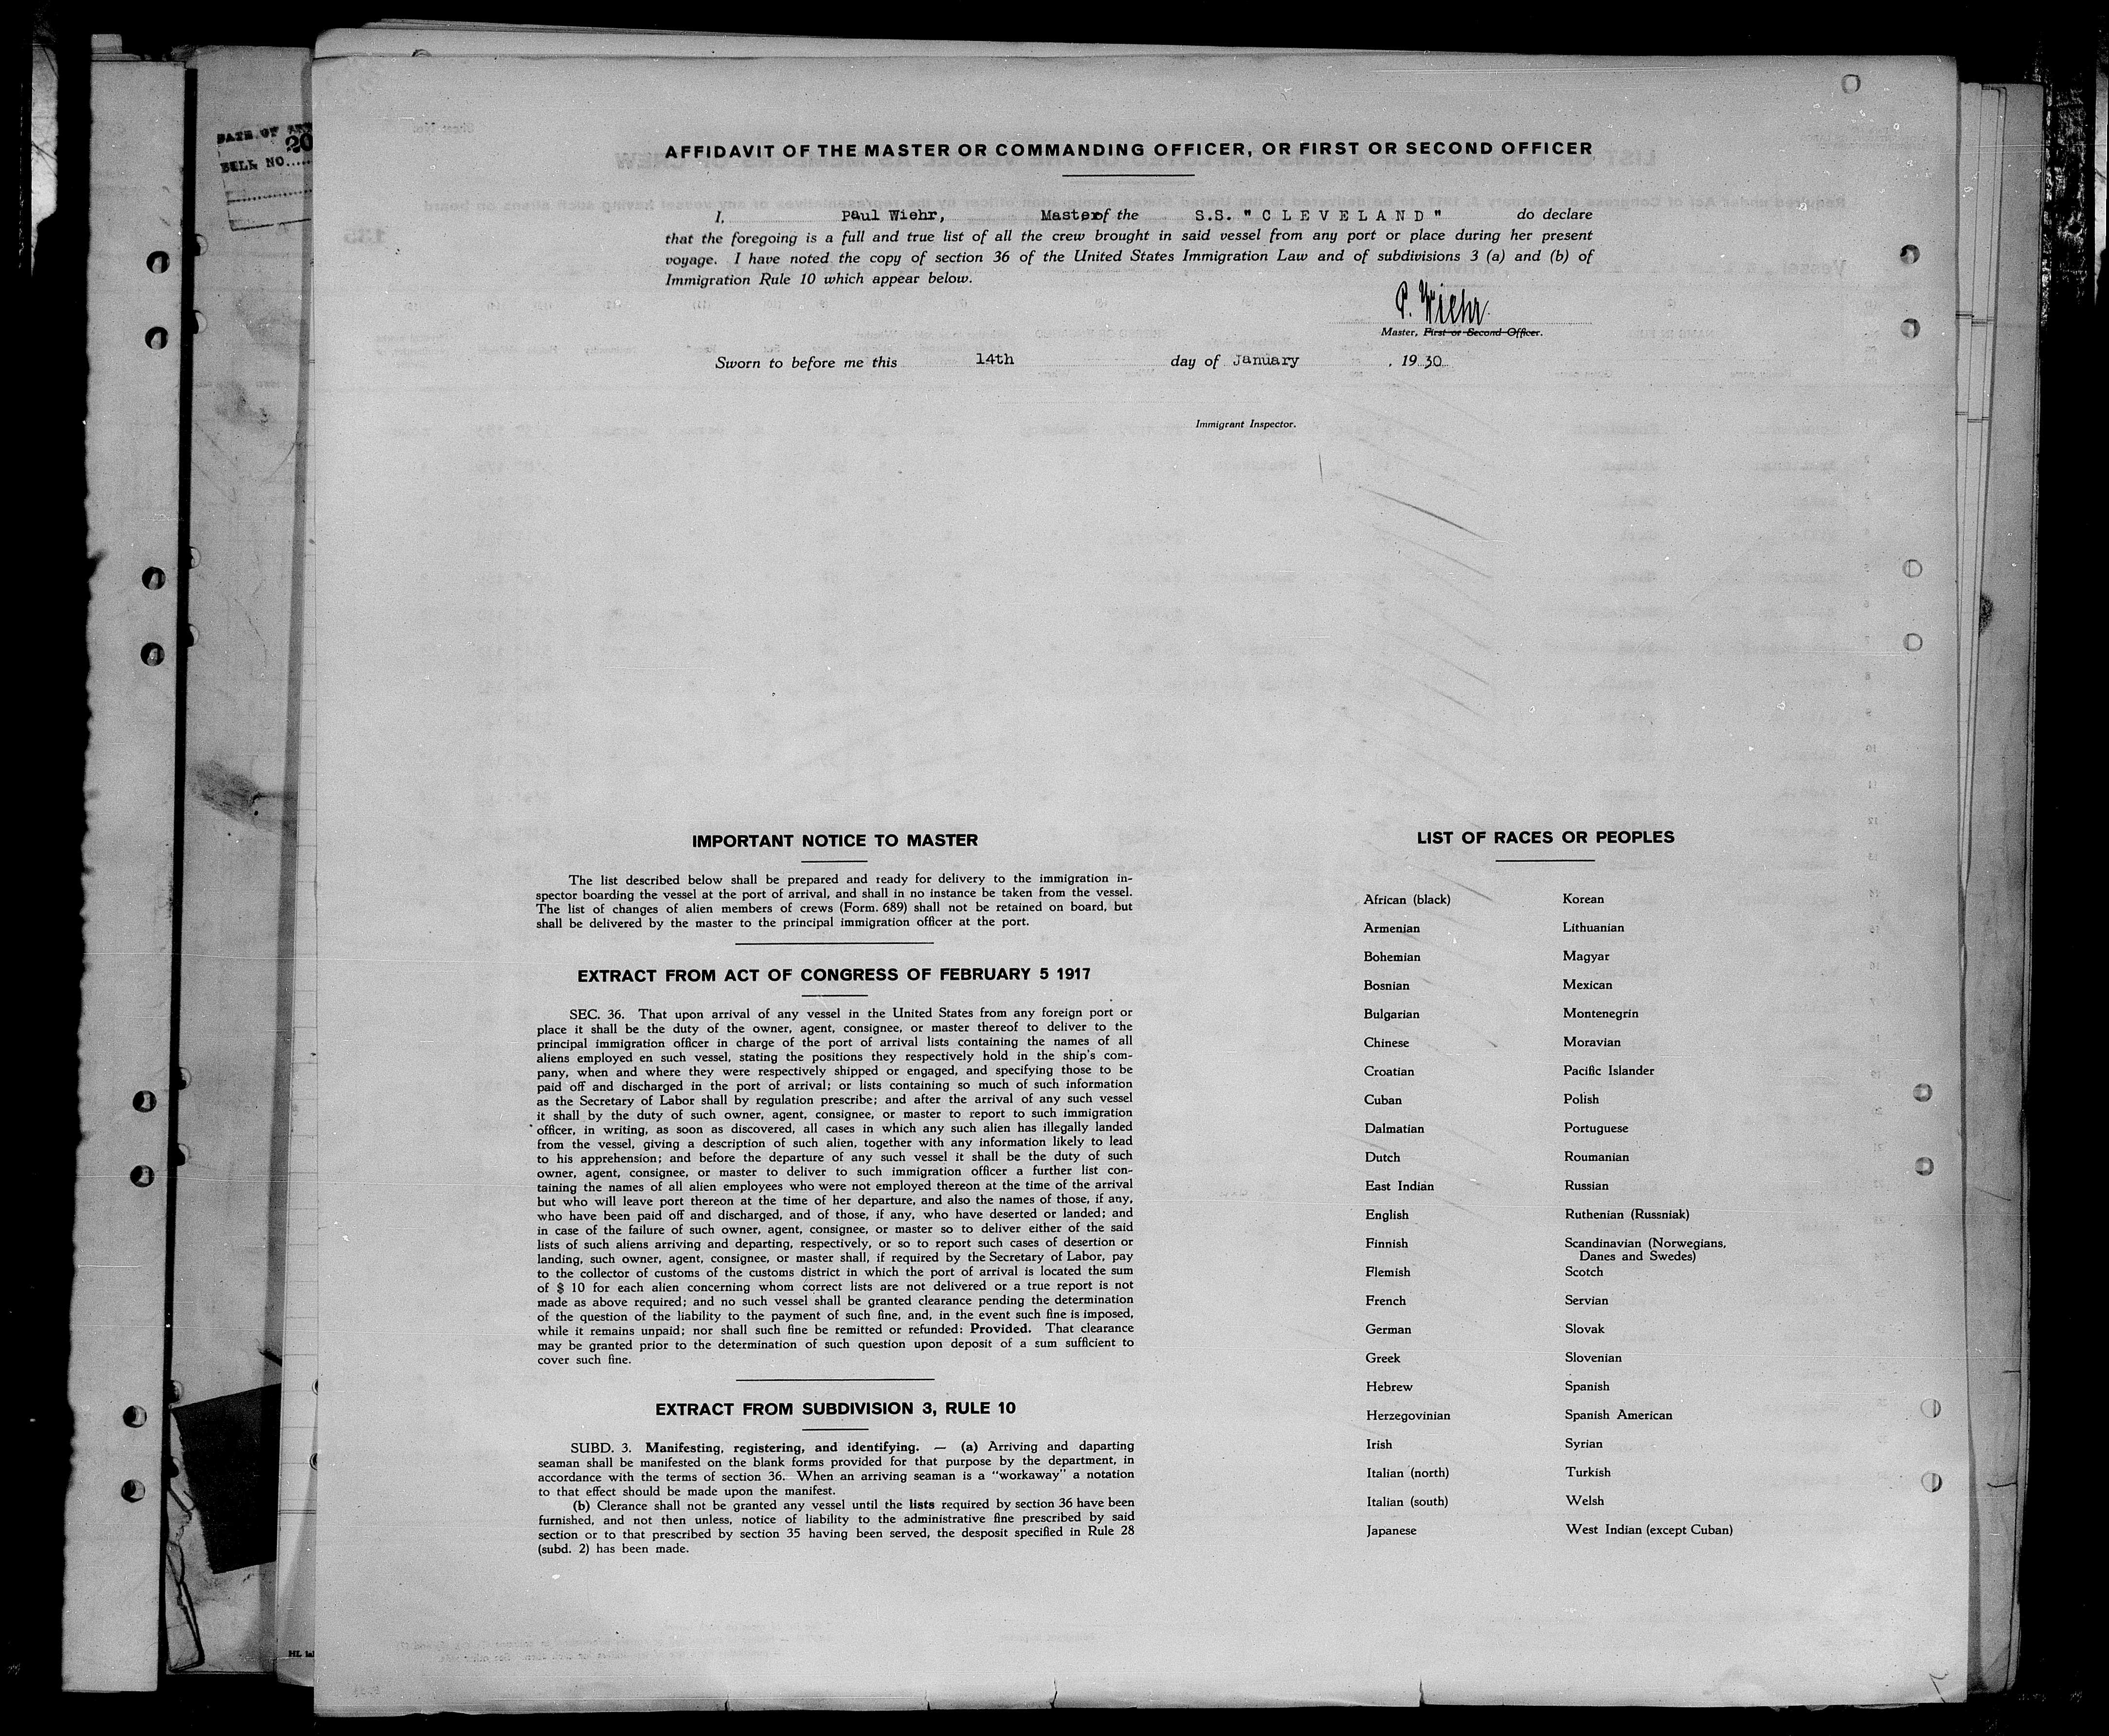 DATE OF
20
BELL NO.....
AFFIDAVIT OF THE MASTER OR COMMANDING OFFICER, OR FIRST OR SECOND OFFICER
I, Paul Wiehr, Master of the S.S. " C L E V E L A N D " do declare
that the foregoing is a full and true list of all the crew brought in said vessel from any port or place during her present
voyage. I have noted the copy of section 36 of the United States Immigration Law and of subdivisions 3 (a) and (b) of
Immigration Rule 10 which appear below.
P. Wiehr
Master, First or Second Officer.
Sworn to before me this 14th day of January , 19 30
Immigrant Inspector.
IMPORTANT NOTICE TO MASTER
The list described below shall be prepared and ready for delivery to the immigration in-
spector boarding the vessel at the port of arrival, and shall in no instance be taken from the vessel.
The list of changes of alien members of crews (Form. 689) shall not be retained on board, but
shall be delivered by the master to the principal immigration officer at the port.
EXTRACT FROM ACT OF CONGRESS OF FEBRUARY 5 1917
SEC. 36. That upon arrival of any vessel in the United States from any foreign port or
place it shall be the duty of the owner, agent, consignee, or master thereof to deliver to the
principal immigration officer in charge of the port of arrival lists containing the names of all
aliens employed en such vessel, stating the positions they respectively hold in the ship's com-
pany, when and where they were respectively shipped or engaged, and specifying those to be
paid off and discharged in the port of arrival; or lists containing so much of such information
as the Secretary of Labor shall by regulation prescribe; and after the arrival of any such vessel
it shall by the duty of such owner, agent, consignee, or master to report to such immigration
officer, in writing, as soon as discovered, all cases in which any such alien has illegally landed
from the vessel, giving a description of such alien, together with any information likely to lead
to his apprehension; and before the departure of any such vessel it shall be the duty of such
owner, agent, consignee, or master to deliver to such immigration officer a further list con-
taining the names of all alien employees who were not employed thereon at the time of the arrival
but who will leave port thereon at the time of her departure, and also the names of those, if any,
who have been paid off and discharged, and of those, if any, who have deserted or landed; and
in case of the failure of such owner, agent, consignee, or master so to deliver either of the said
lists of such aliens arriving and departing, respectively, or so to report such cases of desertion or
landing, such owner, agent, consignee, or master shall, if required by the Secretary of Labor, pay
to the collector of customs of the customs district in which the port of arrival is located the sum
of $ 10 for each alien concerning whom correct lists are not delivered or a true report is not
made as above required; and no such vessel shall be granted clearance pending the determination
of the question of the liability to the payment of such fine, and, in the event such fine is imposed,
while it remains unpaid; nor shall such fine be remitted or refunded: Provided. That clearance
may be granted prior to the determination of such question upon deposit of a sum sufficient to
cover such fine.
EXTRACT FROM SUBDIVISION 3, RULE 10
SUBD. 3. Manifesting, registering, and identifying. — (a) Arriving and daparting
seaman shall be manifested on the blank forms provided for that purpose by the department, in
accordance with the terms of section 36. When an arriving seaman is a "workaway" a notation
to that effect should be made upon the manifest.
(b) Clerance shall not be granted any vessel until the lists required by section 36 have been
furnished, and not then unless, notice of liability to the administrative fine prescribed by said
section or to that prescribed by section 35 having been served, the desposit specified in Rule 28
(subd. 2) has been made.
LIST OF RACES OR PEOPLES
African (black) Korean
Armenian Lithuanian
Bohemian Magyar
Bosnian Mexican
Bulgarian Montenegrin
Chinese Moravian
Croatian Pacific Islander
Cuban Polish
Dalmatian Portuguese
Dutch Roumanian
East Indian Russian
English Ruthenian (Russniak)
Finnish Scandinavian (Norwegians,
Danes and Swedes)
Flemish Scotch
French Servian
German Slovak
Greek Slovenian
Hebrew Spanish
Herzegovinian Spanish American
Irish Syrian
Italian (north) Turkish
Italian (south) Welsh
Japanese West Indian (except Cuban)